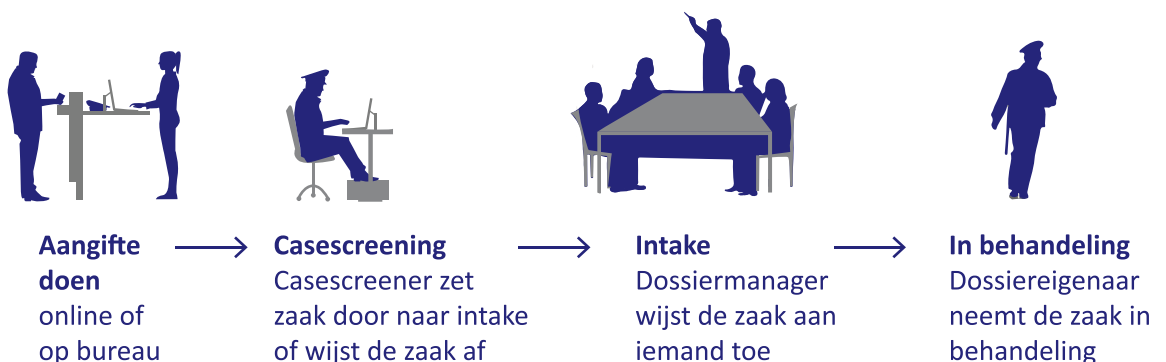 Aangifte
doen
online of
op bureau
Casescreening
Casescreener zet
zaak door naar intake
of wijst de zaak af
Intake
Dossiermanager
wijst de zaak aan
iemand toe
In behandeling
Dossiereigenaar
neemt de zaak in
behandeling